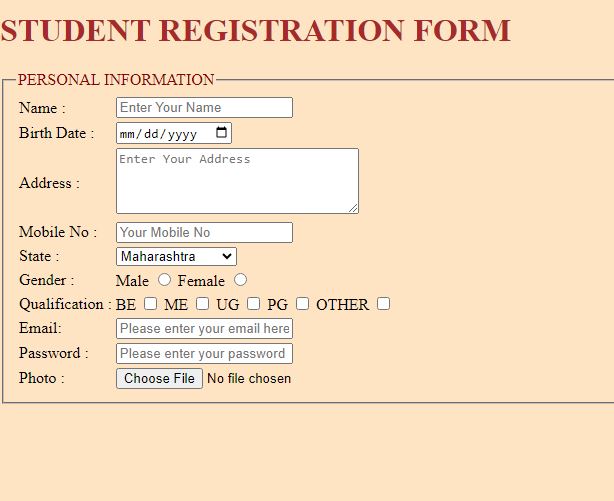 STUDENT REGISTRATION FORM
PERSONAL INFORMATION
Name : Enter Your Name
Birth Date : mm/dd/yyyy
Address : Enter Your Address
Mobile No : Your Mobile No
State : Maharashtra
Gender : Male Female
Qualification : BE ME UG PG OTHER
Email: Please enter your email here
Password : Please enter your password
Photo : Choose File No file chosen